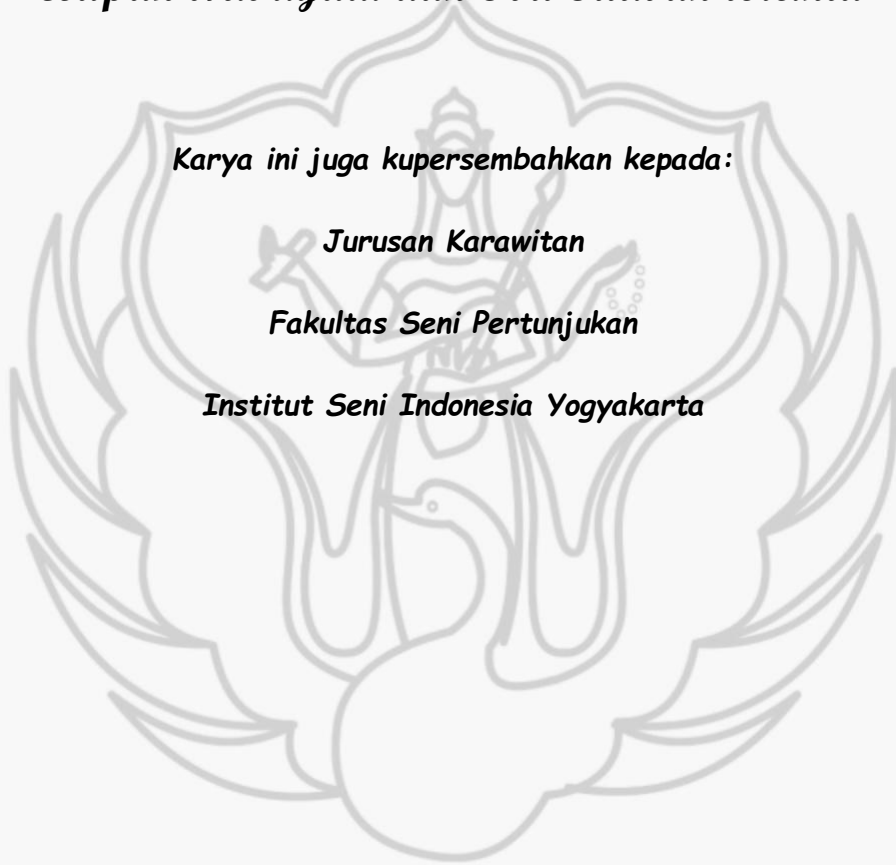 Karya ini juga kupersembahkan kepada:
Jurusan Karawitan
Fakultas Seni Pertunjukan
Institut Seni Indonesia Yogyakarta